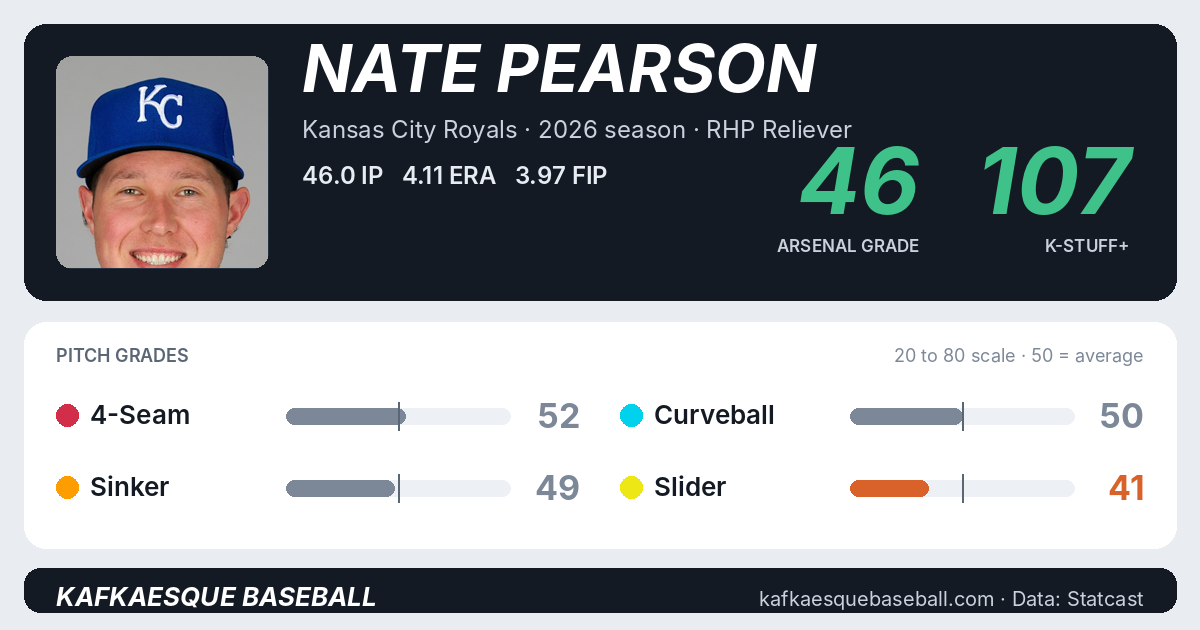 NATE PEARSON
Kansas City Royals · 2026 season · RHP Reliever
46.0 IP 4.11 ERA 3.97 FIP
46 107
ARSENAL GRADE K-STUFF+
KC
PITCH GRADES 20 to 80 scale · 50 = average
4-Seam 52 Curveball 50
Sinker 49 Slider 41
KAFKAESQUE BASEBALL kafkaesquebaseball.com · Data: Statcast